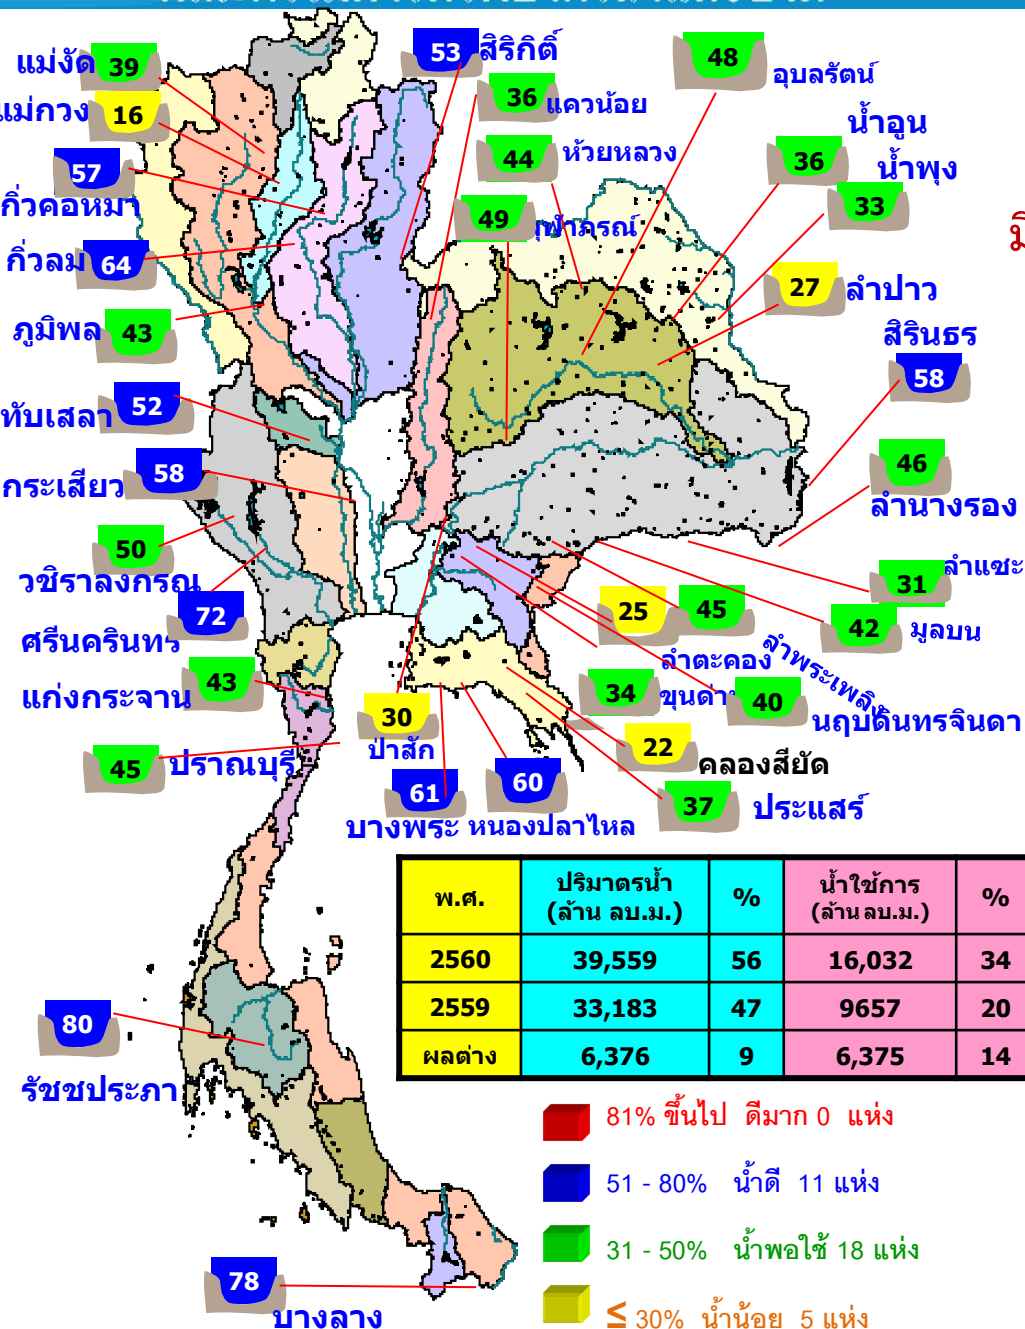 แม่งัด 39
แม่กวง 16
57
กิ่วคอหมา
กิ่วลม 64
ภูมิพล 43
ทับเสลา 52
กระเสียว 58
50
วชิราลงกรณ
72
ศรีนครินทร
แก่งกระจาน 43
45 ปราณบุรี
53 สิริกิติ์
36 แควน้อย
44 ห้วยหลวง
49
48 อุบลรัตน์
น้ำอูน
36
น้ำพุง
33
27 ลำปาว
สิรินธร
58
46
ลำนางรอง
31 ลำแซะ
42 มูลบน
25
45
ลำตะคอง
ลำพระเพลิง
34
40
นฤบดินทรจินดา
30
ป่าสัก
22
คลองสียัด
61
60
บางพระ หนองปลาไหล
37 ประแสร์
พ.ศ. ปริมาตรน้ำ (ล้าน ลบ.ม.) % น้ำใช้การ (ล้าน ลบ.ม.) %
2560 39,559 56 16,032 34
2559 33,183 47 9657 20
ผลต่าง 6,376 9 6,375 14
80
รัชชประภา
81% ขึ้นไป ดีมาก 0 แห่ง
51 - 80% น้ำดี 11 แห่ง
31 - 50% น้ำพอใช้ 18 แห่ง
≤ 30% น้ำน้อย 5 แห่ง
78
บางลาง